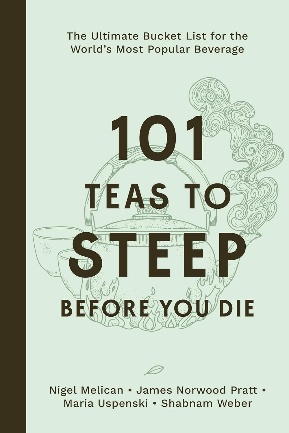 The Ultimate Bucket List for the
World's Most Popular Beverage
101
TEAS TO
STEEP
BEFORE YOU DIE
Nigel Melican • James Norwood Pratt •
Maria Uspenski • Shabnam Weber